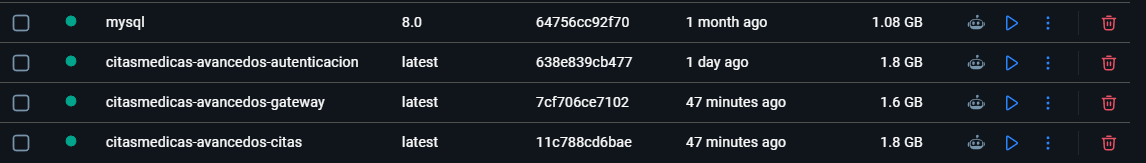 mysql 8.0 64756cc92f70 1 month ago 1.08 GB
citasmedicas-avancedos-autenticacion latest 638e839cb477 1 day ago 1.8 GB
citasmedicas-avancedos-gateway latest 7cf706ce7102 47 minutes ago 1.6 GB
citasmedicas-avancedos-citas latest 11c788cd6bae 47 minutes ago 1.8 GB